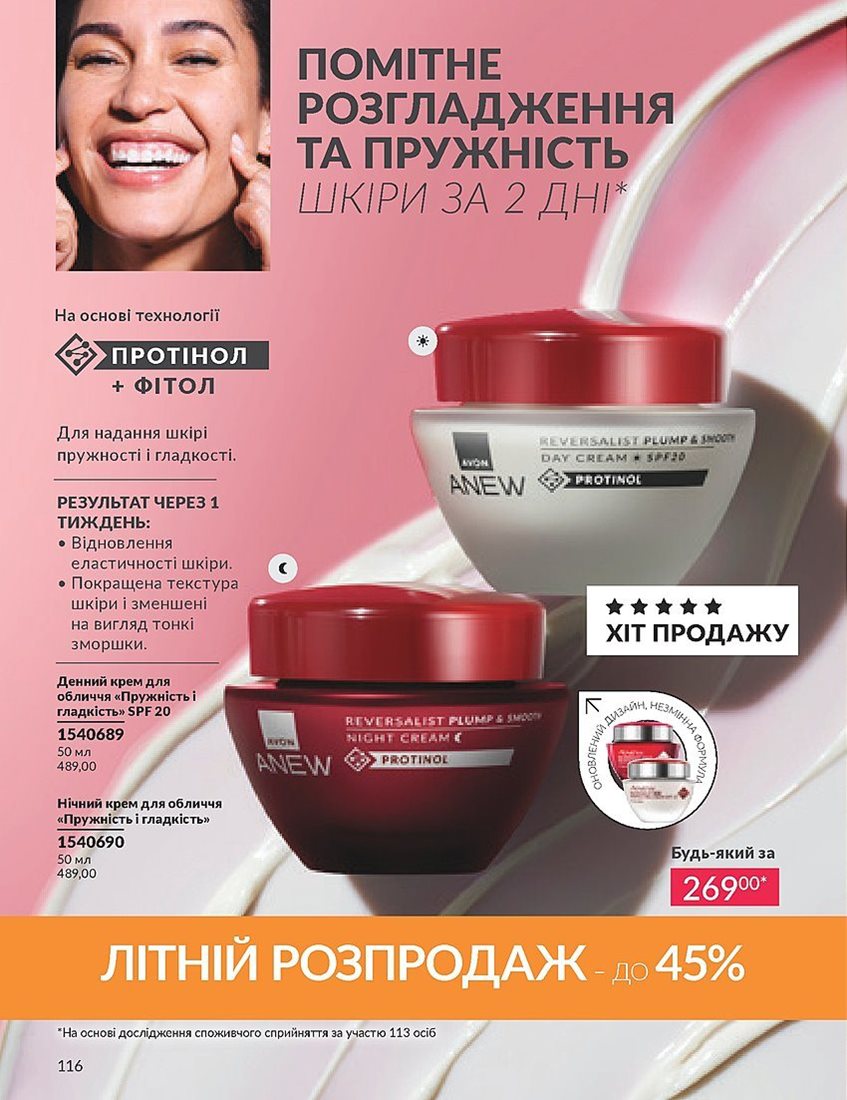 ПОМІТНЕ
РОЗГЛАДЖЕННЯ
ТА ПРУЖНІСТЬ
ШКІРИ ЗА 2 ДНІ*
На основі технології
ПРОТІНОЛ
+ ФІТОЛ
Для надання шкірі
пружності і гладкості.
РЕЗУЛЬТАТ ЧЕРЕЗ 1
ТИЖДЕНЬ:
• Відновлення
еластичності шкіри.
• Покращена текстура
шкіри і зменшені
на вигляд тонкі
зморшки.
Денний крем для
обличчя «Пружність і
гладкість» SPF 20
1540689
50 мл
489,00
Нічний крем для обличчя
«Пружність і гладкість»
1540690
50 мл
489,00
AVON
ANEW
REVERSALIST PLUMP & SMOOTH
DAY CREAM ☀ SPF20
PROTINOL
AVON
ANEW
REVERSALIST PLUMP & SMOOTH
NIGHT CREAM ☾
PROTINOL
★★★★★
ХІТ ПРОДАЖУ
ОНОВЛЕНИЙ ДИЗАЙН, НЕЗМІННА ФОРМУЛА
Будь-який за
269⁰⁰*
ЛІТНІЙ РОЗПРОДАЖ – ДО 45%
*На основі дослідження споживчого сприйняття за участю 113 осіб
116